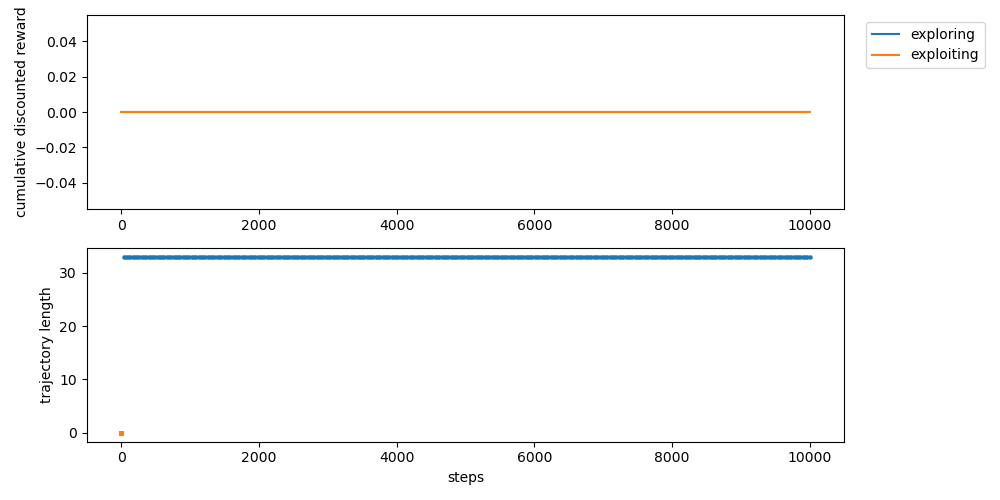 cumulative discounted reward
0.04
0.02
0.00
−0.02
−0.04
0 2000 4000 6000 8000 10000
exploring
exploiting
trajectory length
30
20
10
0
0 2000 4000 6000 8000 10000
steps